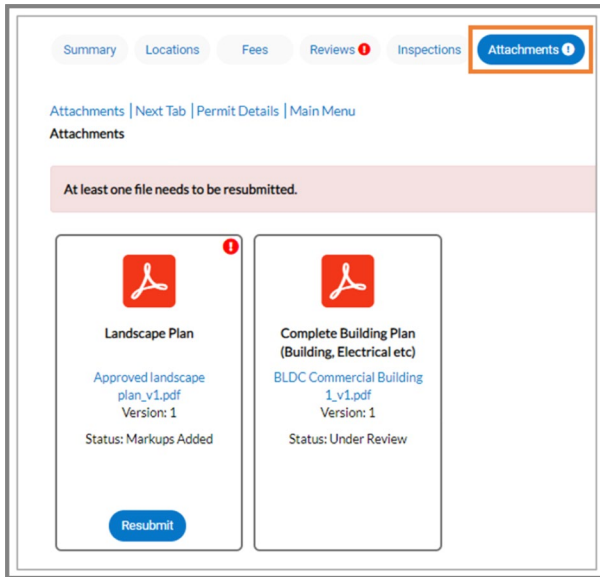 Summary Locations Fees Reviews ! Inspections Attachments !
Attachments | Next Tab | Permit Details | Main Menu
Attachments
At least one file needs to be resubmitted.
!
Landscape Plan
Approved landscape
plan_v1.pdf
Version: 1
Status: Markups Added
Resubmit
Complete Building Plan
(Building, Electrical etc)
BLDC Commercial Building
1_v1.pdf
Version: 1
Status: Under Review